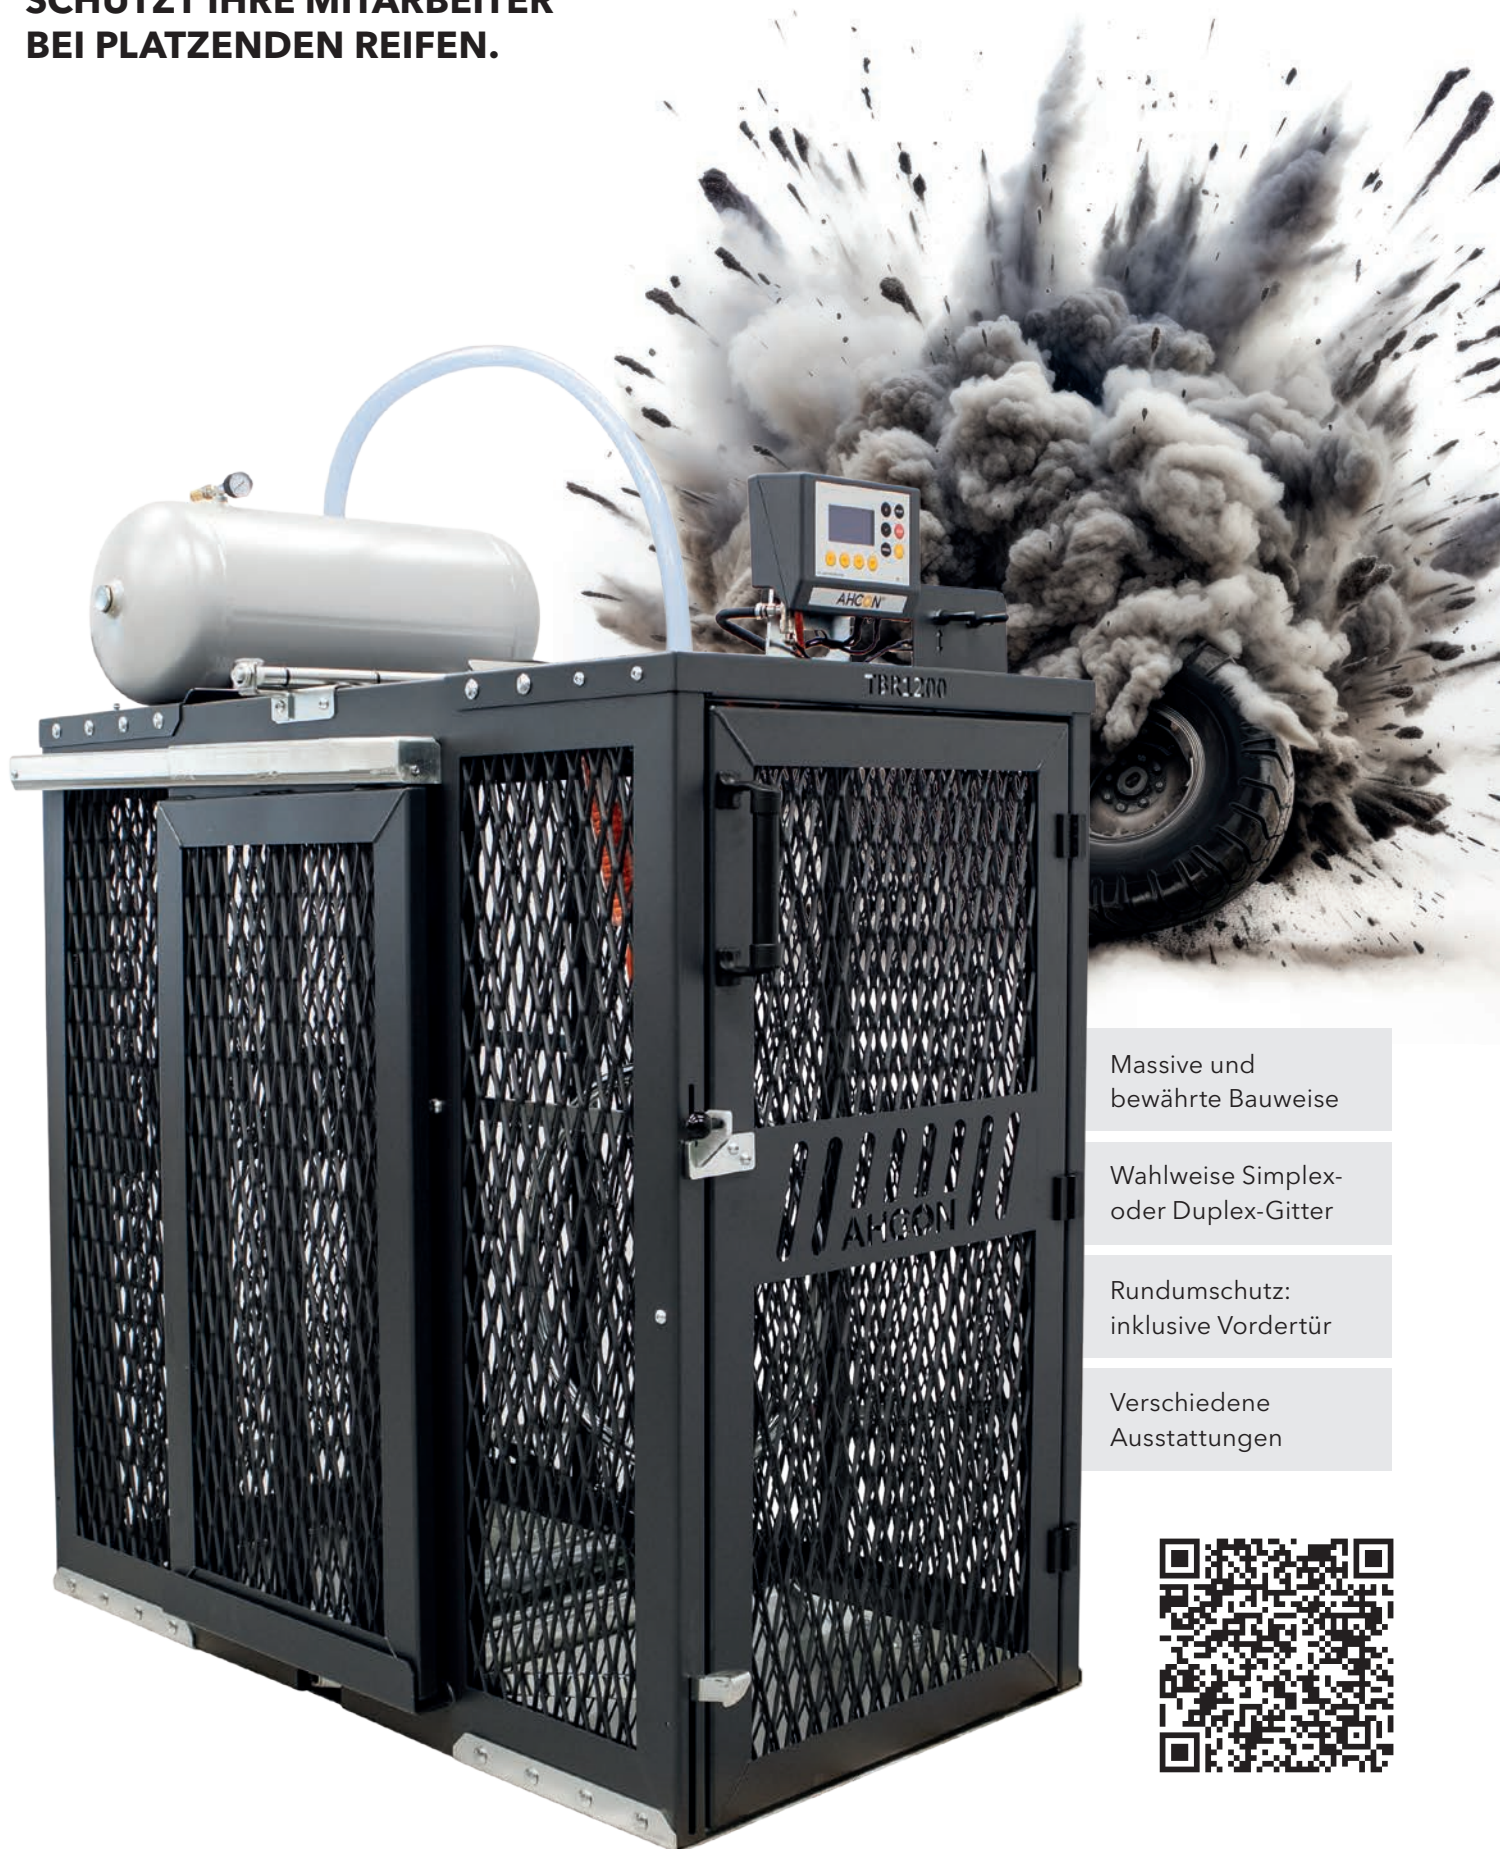 SCHÜTZT IHRE MITARBEITER
BEI PLATZENDEN REIFEN.
AHCON
TBR1200
AHCON
Massive und
bewährte Bauweise
Wahlweise Simplex-
oder Duplex-Gitter
Rundumschutz:
inklusive Vordertür
Verschiedene
Ausstattungen